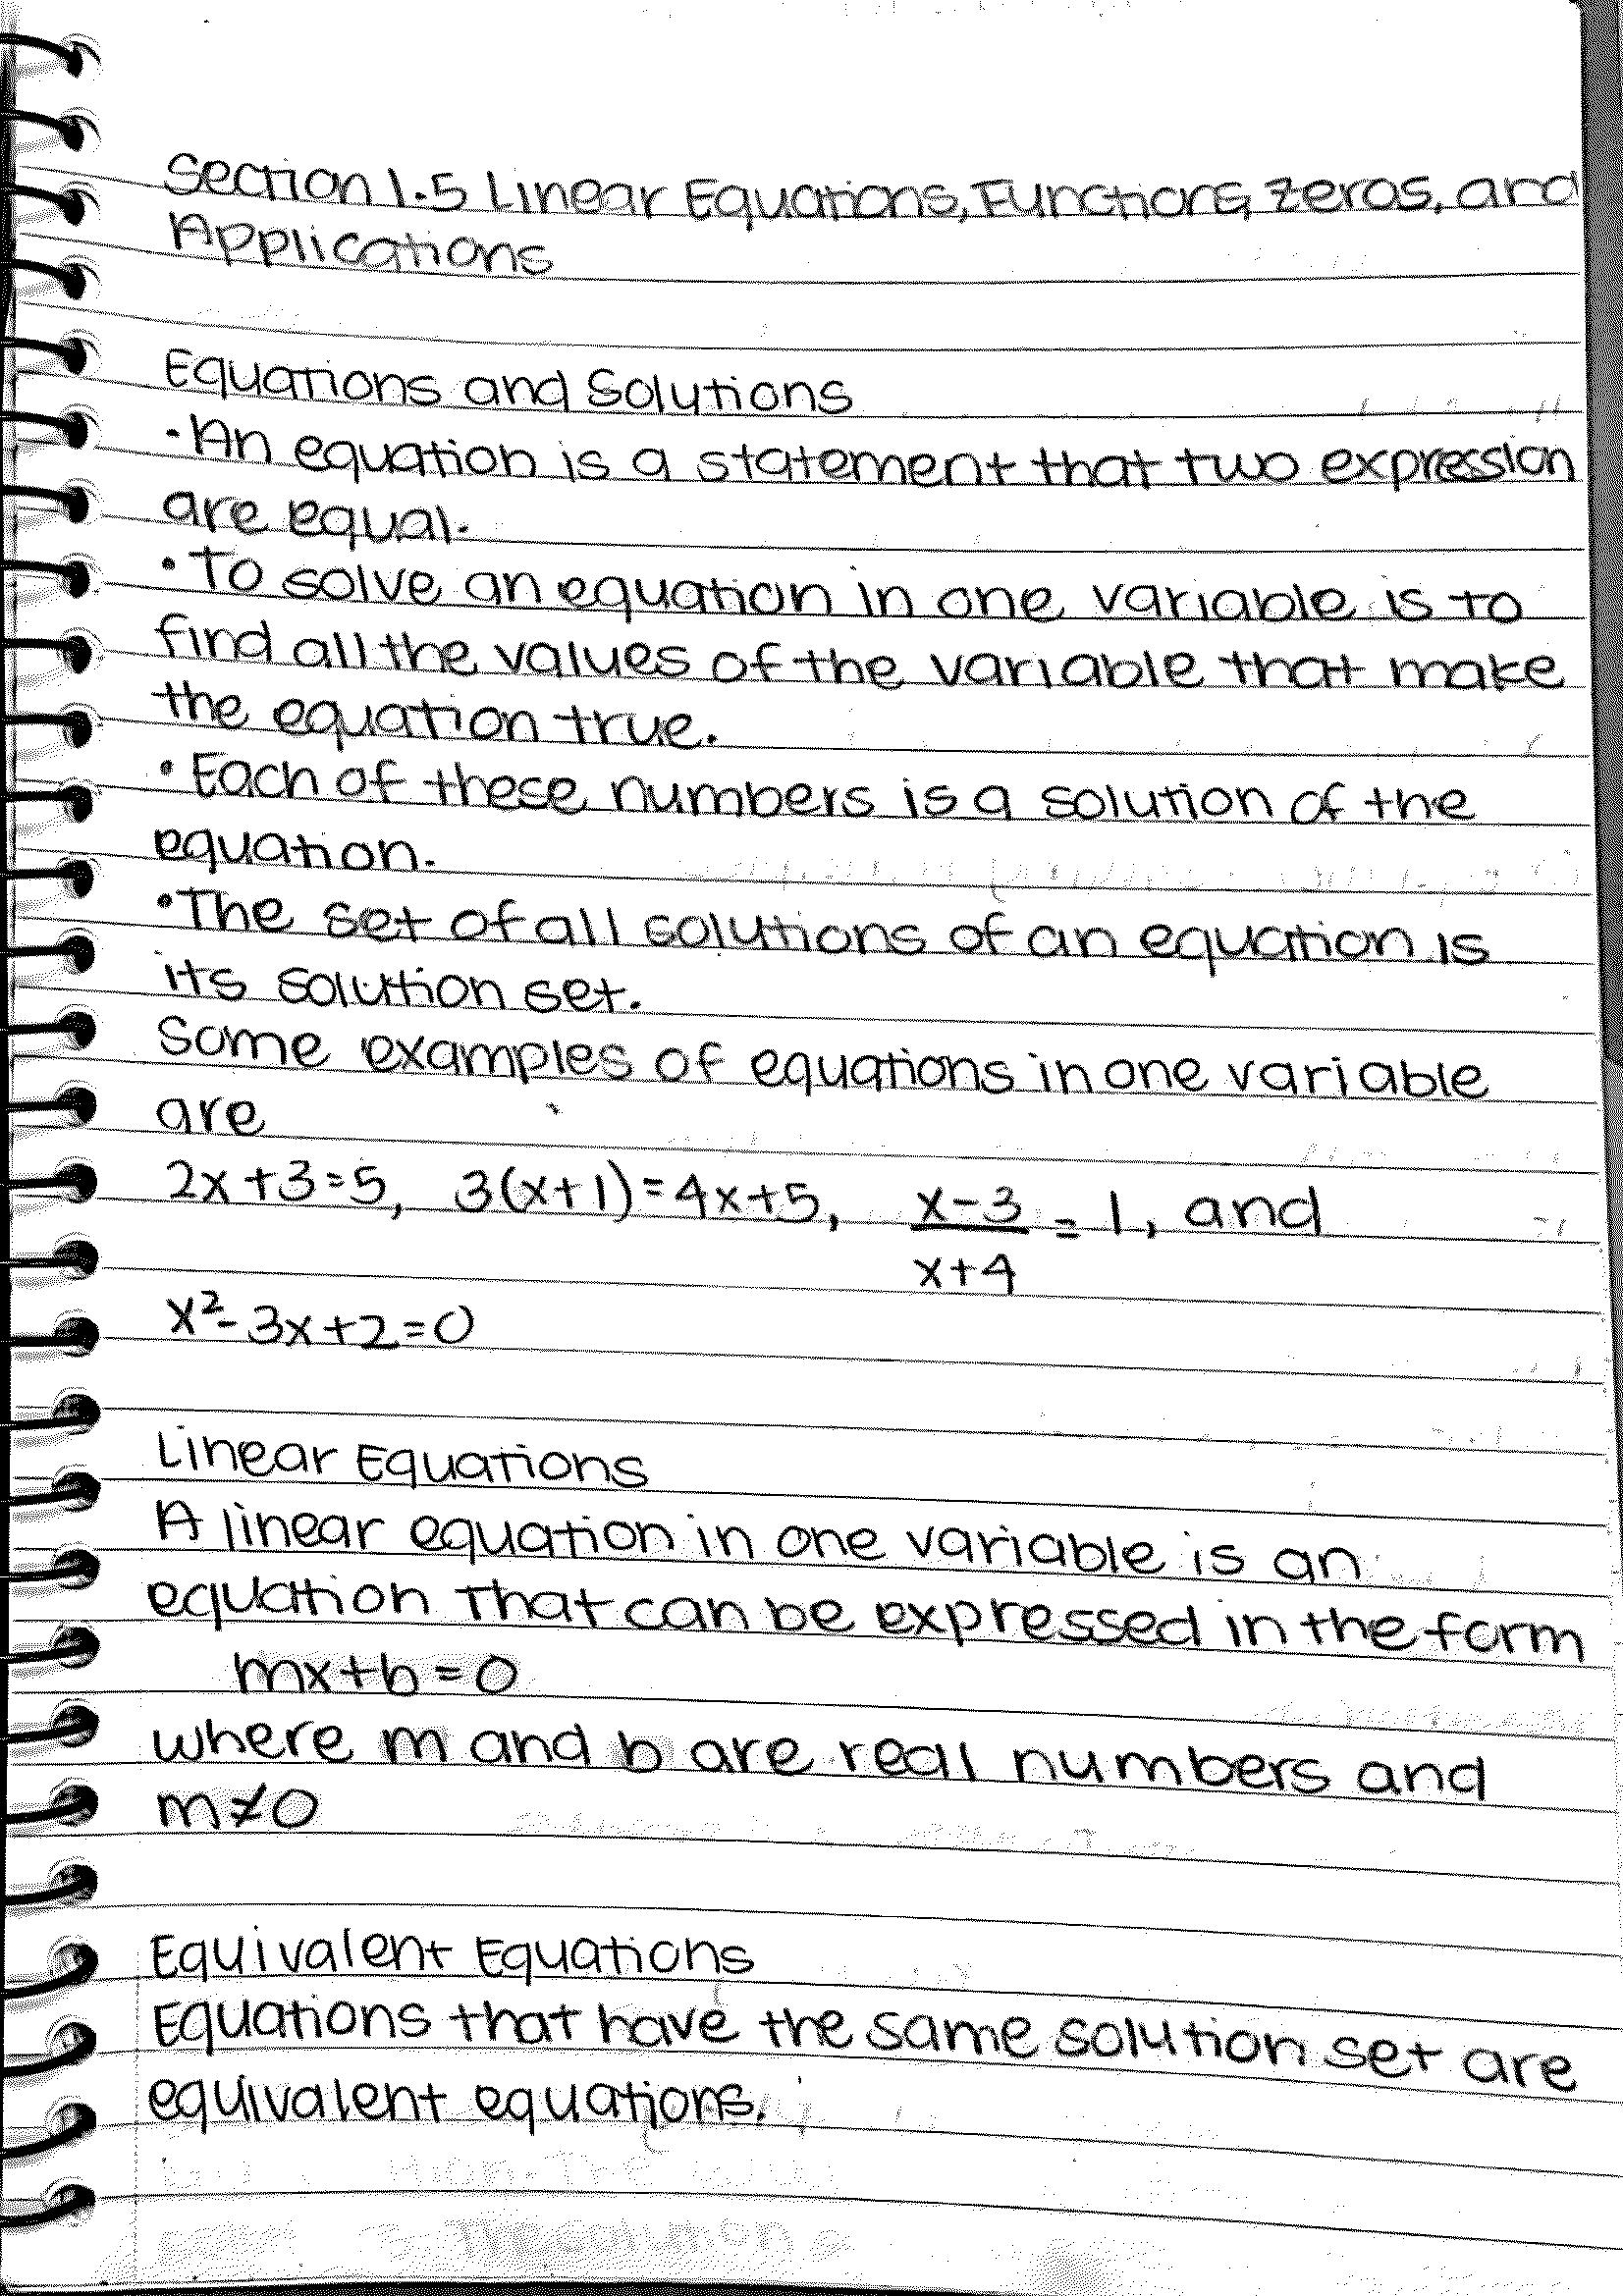 Section 1.5 Linear Equations, Functions, Zeros, and
Applications
Equations and Solutions
• An equation is a statement that two expression
are equal.
• To solve an equation in one variable is to
find all the values of the variable that make
the equation true.
• Each of these numbers is a solution of the
equation.
• The set of all solutions of an equation is
its solution set.
Some examples of equations in one variable
are
2x+3=5, 3(x+1)=4x+5, x-3 = 1, and
x+4
x²-3x+2=0
Linear Equations
A linear equation in one variable is an
equation that can be expressed in the form
mx+b=0
where m and b are real numbers and
m≠0
Equivalent Equations
Equations that have the same solution set are
equivalent equations.